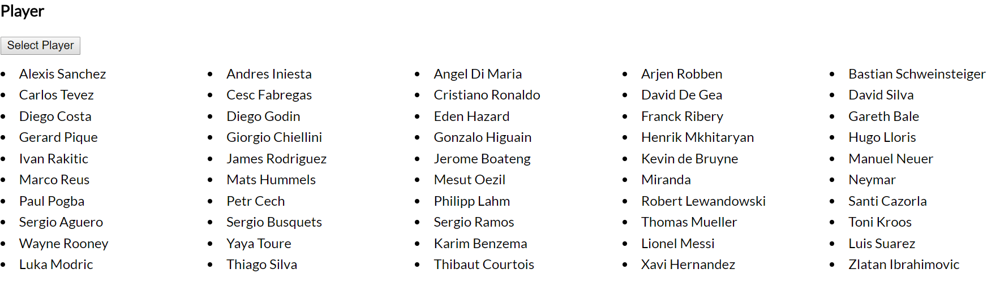 Player
Select Player
Alexis Sanchez Andres Iniesta Angel Di Maria Arjen Robben Bastian Schweinsteiger
Carlos Tevez Cesc Fabregas Cristiano Ronaldo David De Gea David Silva
Diego Costa Diego Godin Eden Hazard Franck Ribery Gareth Bale
Gerard Pique Giorgio Chiellini Gonzalo Higuain Henrik Mkhitaryan Hugo Lloris
Ivan Rakitic James Rodriguez Jerome Boateng Kevin de Bruyne Manuel Neuer
Marco Reus Mats Hummels Mesut Oezil Miranda Neymar
Paul Pogba Petr Cech Philipp Lahm Robert Lewandowski Santi Cazorla
Sergio Aguero Sergio Busquets Sergio Ramos Thomas Mueller Toni Kroos
Wayne Rooney Yaya Toure Karim Benzema Lionel Messi Luis Suarez
Luka Modric Thiago Silva Thibaut Courtois Xavi Hernandez Zlatan Ibrahimovic